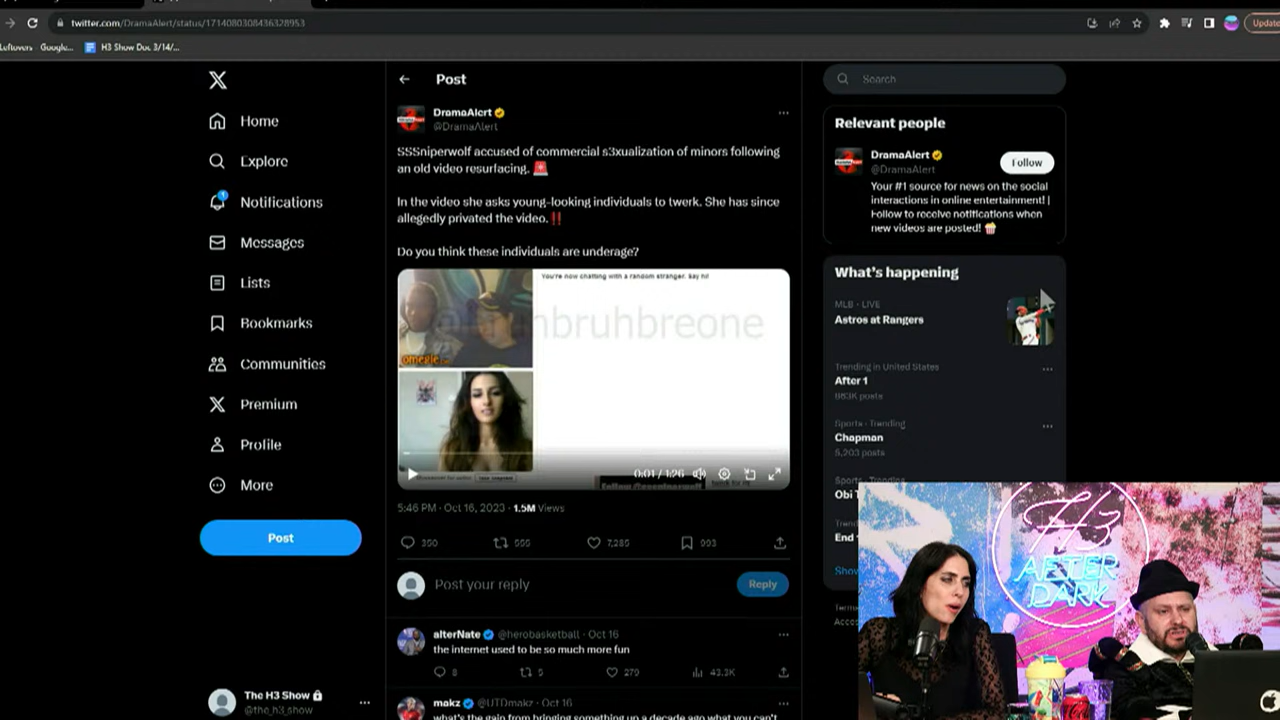 twitter.com/DramaAlert/status/1714080308436328953
Update
Leftovers
Google...
H3 Show Doc 3/14/...
Post
Search
DramaAlert
@DramaAlert
Home
SSSniperwolf accused of commercial s3xualization of minors following
an old video resurfacing.
Explore
In the video she asks young-looking individuals to twerk. She has since
allegedly privated the video.
Notifications
Do you think these individuals are underage?
Messages
Lists
Bookmarks
Communities
Premium
Profile
More
Post
You're now chatting with a random stranger. Say hi!
nbruhbreone
omegle
0:01 / 1:26
5:46 PM · Oct 16, 2023 · 1.5M Views
350
555
7,285
993
Post your reply
Reply
alterNate @herobasketball · Oct 16
the internet used to be so much more fun
8
5
279
43.3K
makz @UTDmakz · Oct 16
what's the gain from bringing something up a decade ago what you can't
The H3 Show
@the_h3_show
Relevant people
DramaAlert
@DramaAlert
Follow
Your #1 source for news on the social
interactions in online entertainment! |
Follow to receive notifications when
new videos are posted!
What's happening
MLB · LIVE
Astros at Rangers
Trending in United States
After 1
Sports · Trending
Chapman
5,203 posts
Obi
End
Show
H3
AFTER
DARK